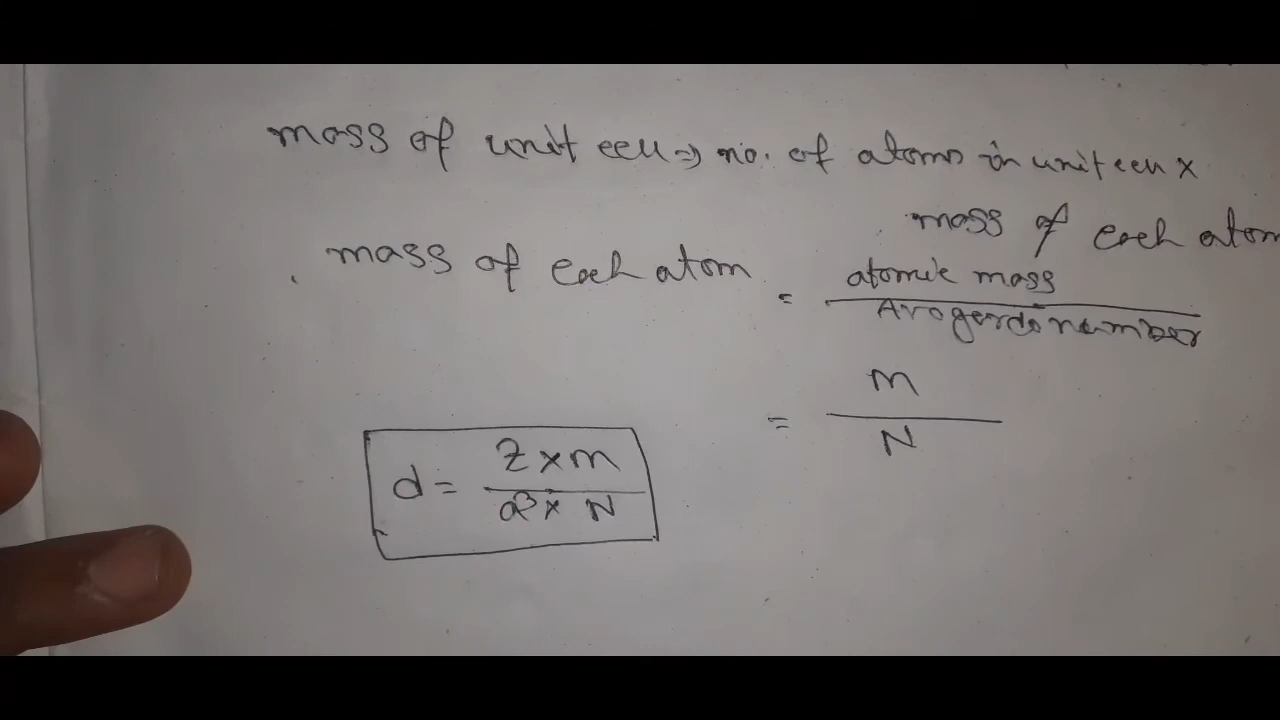 mass of unit cell ⇒ no. of atoms in unit cell x
mass of each atom
mass of each atom = atomic mass / Avogerdo number
= m / N
d = Z x m / a³ x N